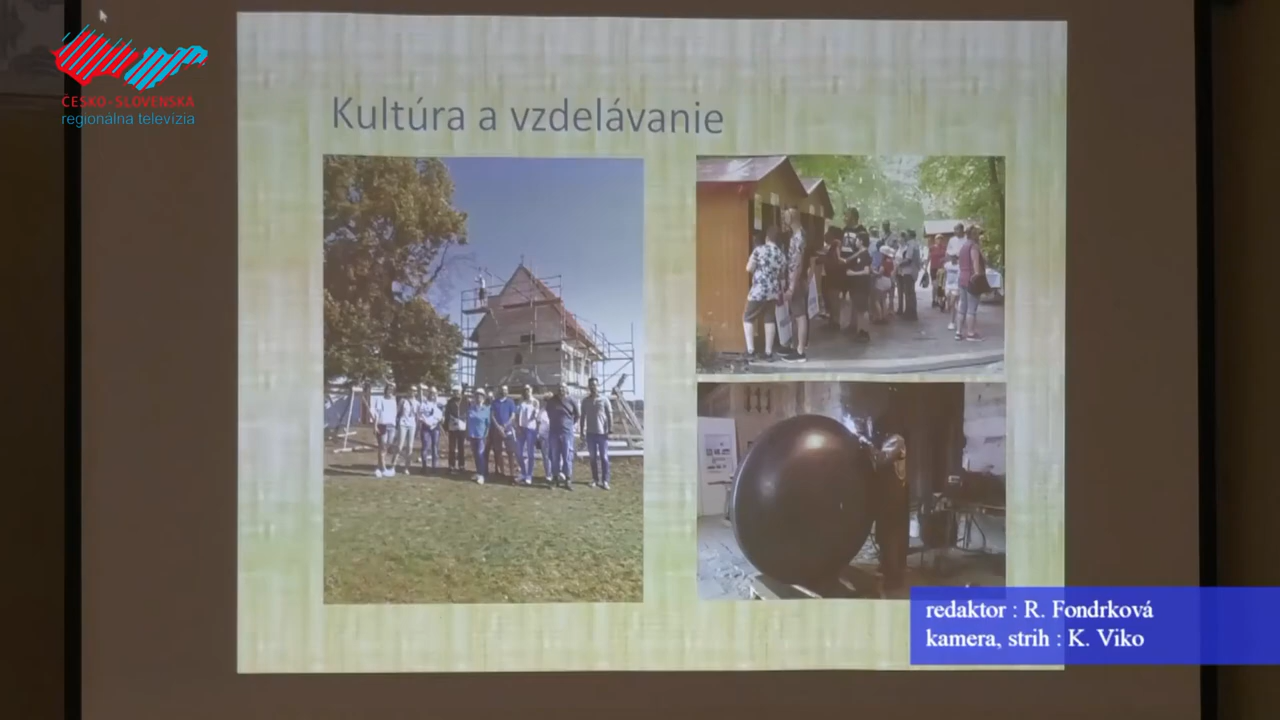 ČESKO-SLOVENSKÁ
regionálna televízia
Kultúra a vzdelávanie
redaktor : R. Fondrková
kamera, strih : K. Viko